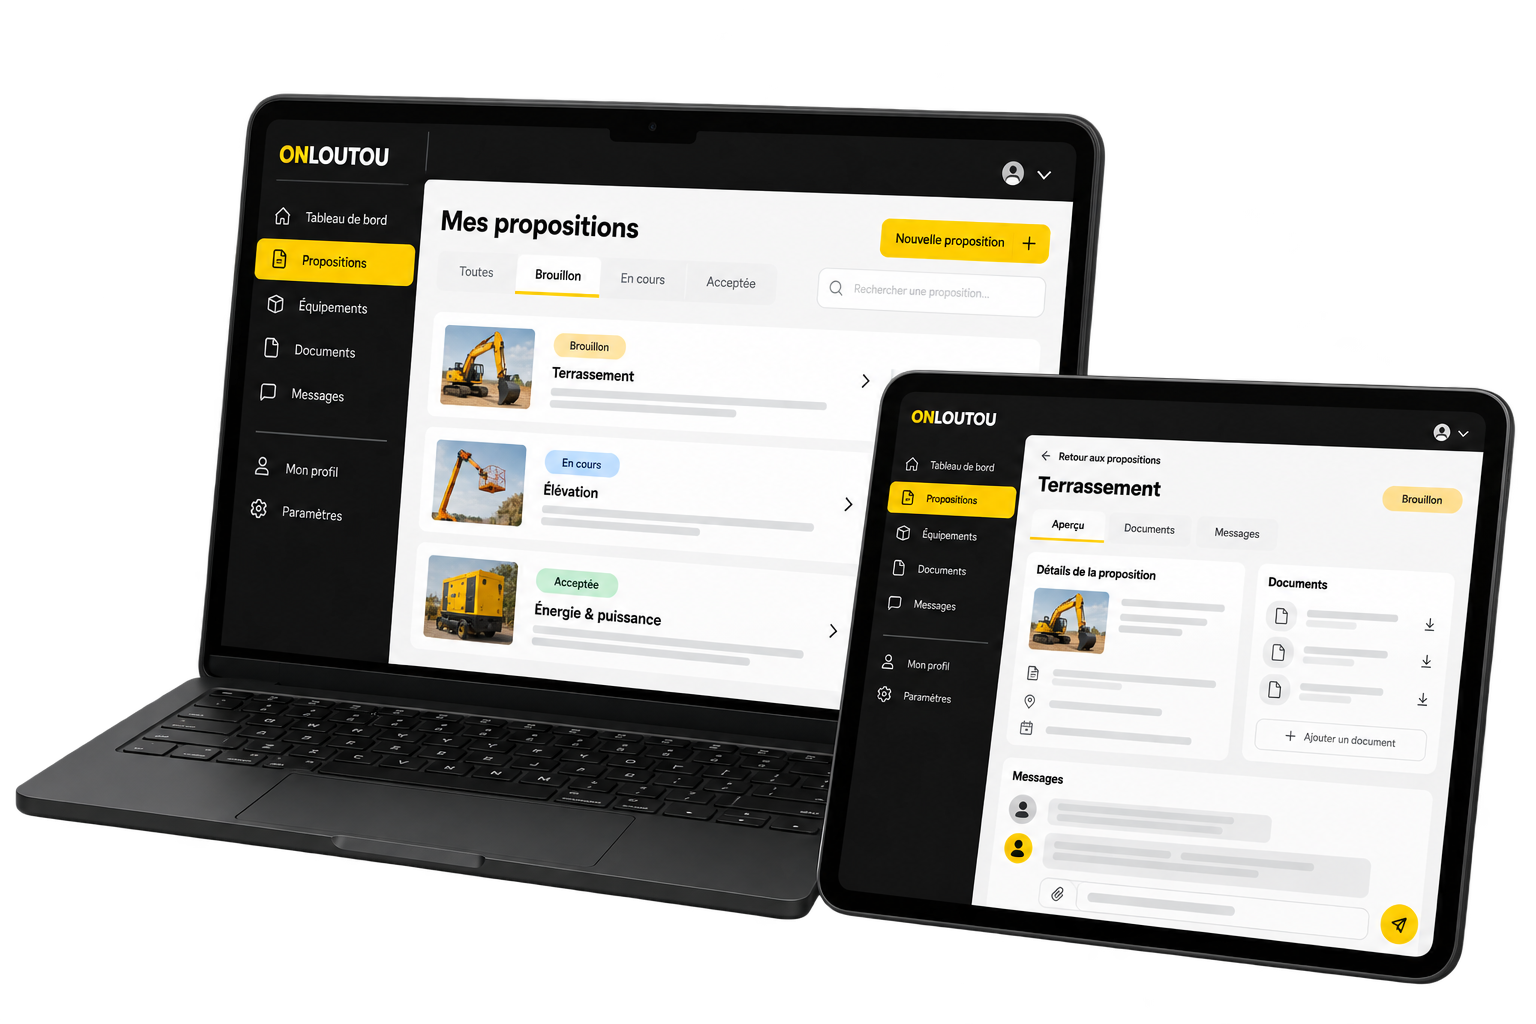 ONLOUTOU
Tableau de bord
Propositions
Équipements
Documents
Messages
Mon profil
Paramètres
Mes propositions
Nouvelle proposition
Toutes
Brouillon
En cours
Acceptée
Rechercher une proposition...
Brouillon
Terrassement
En cours
Élévation
Acceptée
Énergie & puissance
ONLOUTOU
Tableau de bord
Propositions
Équipements
Documents
Messages
Mon profil
Paramètres
Retour aux propositions
Terrassement
Brouillon
Aperçu
Documents
Messages
Détails de la proposition
Documents
Ajouter un document
Messages